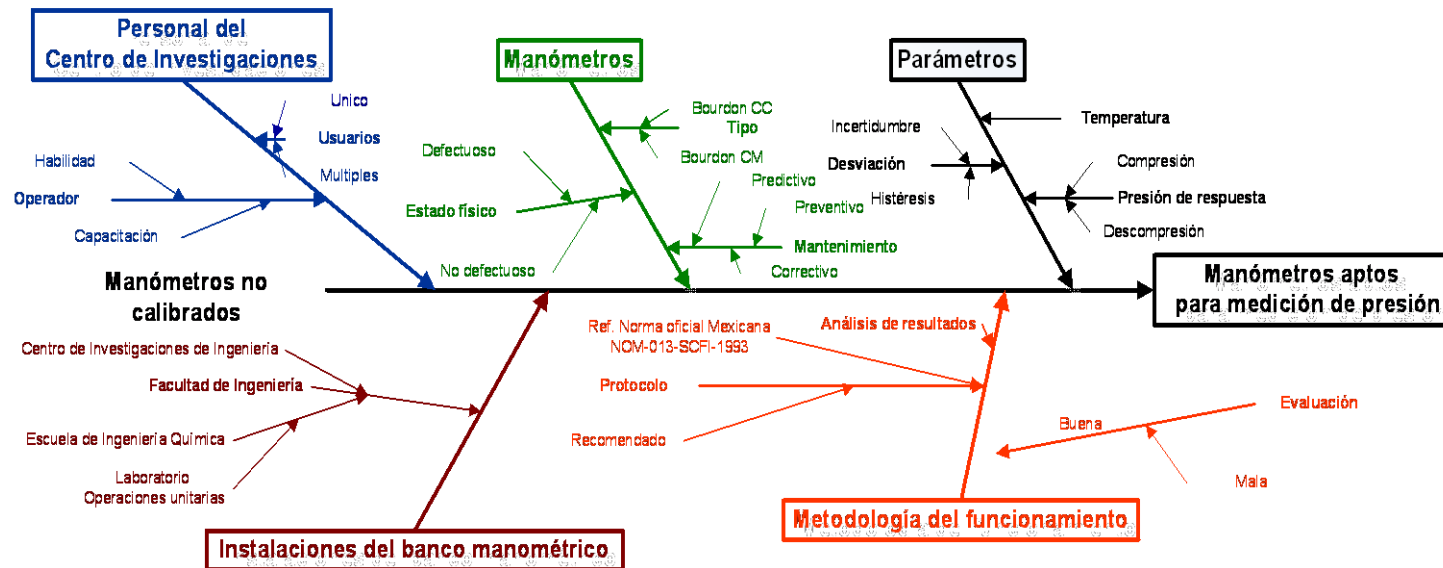 Personal del
Centro de Investigaciones
Manómetros
Parámetros
Unico
Usuarios
Multiples
Habilidad
Operador
Capacitación
Bourdon CC
Tipo
Bourdon CM
Defectuoso
Estado físico
No defectuoso
Predictivo
Preventivo
Mantenimiento
Correctivo
Temperatura
Incertidumbre
Desviación
Histéresis
Compresión
Presión de respuesta
Descompresión
Manómetros no
calibrados
Manómetros aptos
para medición de presión
Centro de Investigaciones de Ingeniería
Facultad de Ingeniería
Escuela de Ingeniería Química
Laboratorio
Operaciones unitarias
Instalaciones del banco manométrico
Ref. Norma oficial Mexicana
NOM-013-SCFI-1993
Análisis de resultados
Protocolo
Recomendado
Evaluación
Buena
Mala
Metodología del funcionamiento